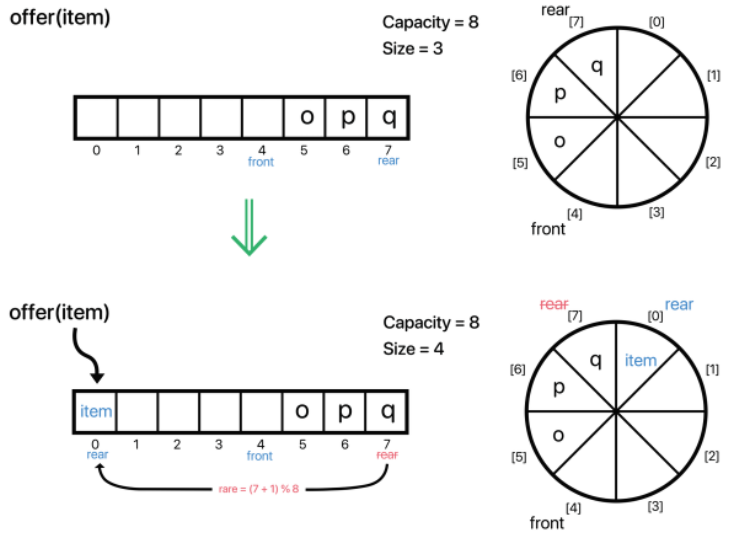 offer(item)
Capacity = 8
Size = 3
o p q
0 1 2 3 4 5 6 7
front rear
rear
[7] [0]
[6] q [1]
p
o
[5] [2]
[4] [3]
front
offer(item)
Capacity = 8
Size = 4
item o p q
0 1 2 3 4 5 6 7
rear front rear
rare = (7 + 1) % 8
rear rear
[7] [0]
q item
[6] [1]
p
o
[5] [2]
[4] [3]
front